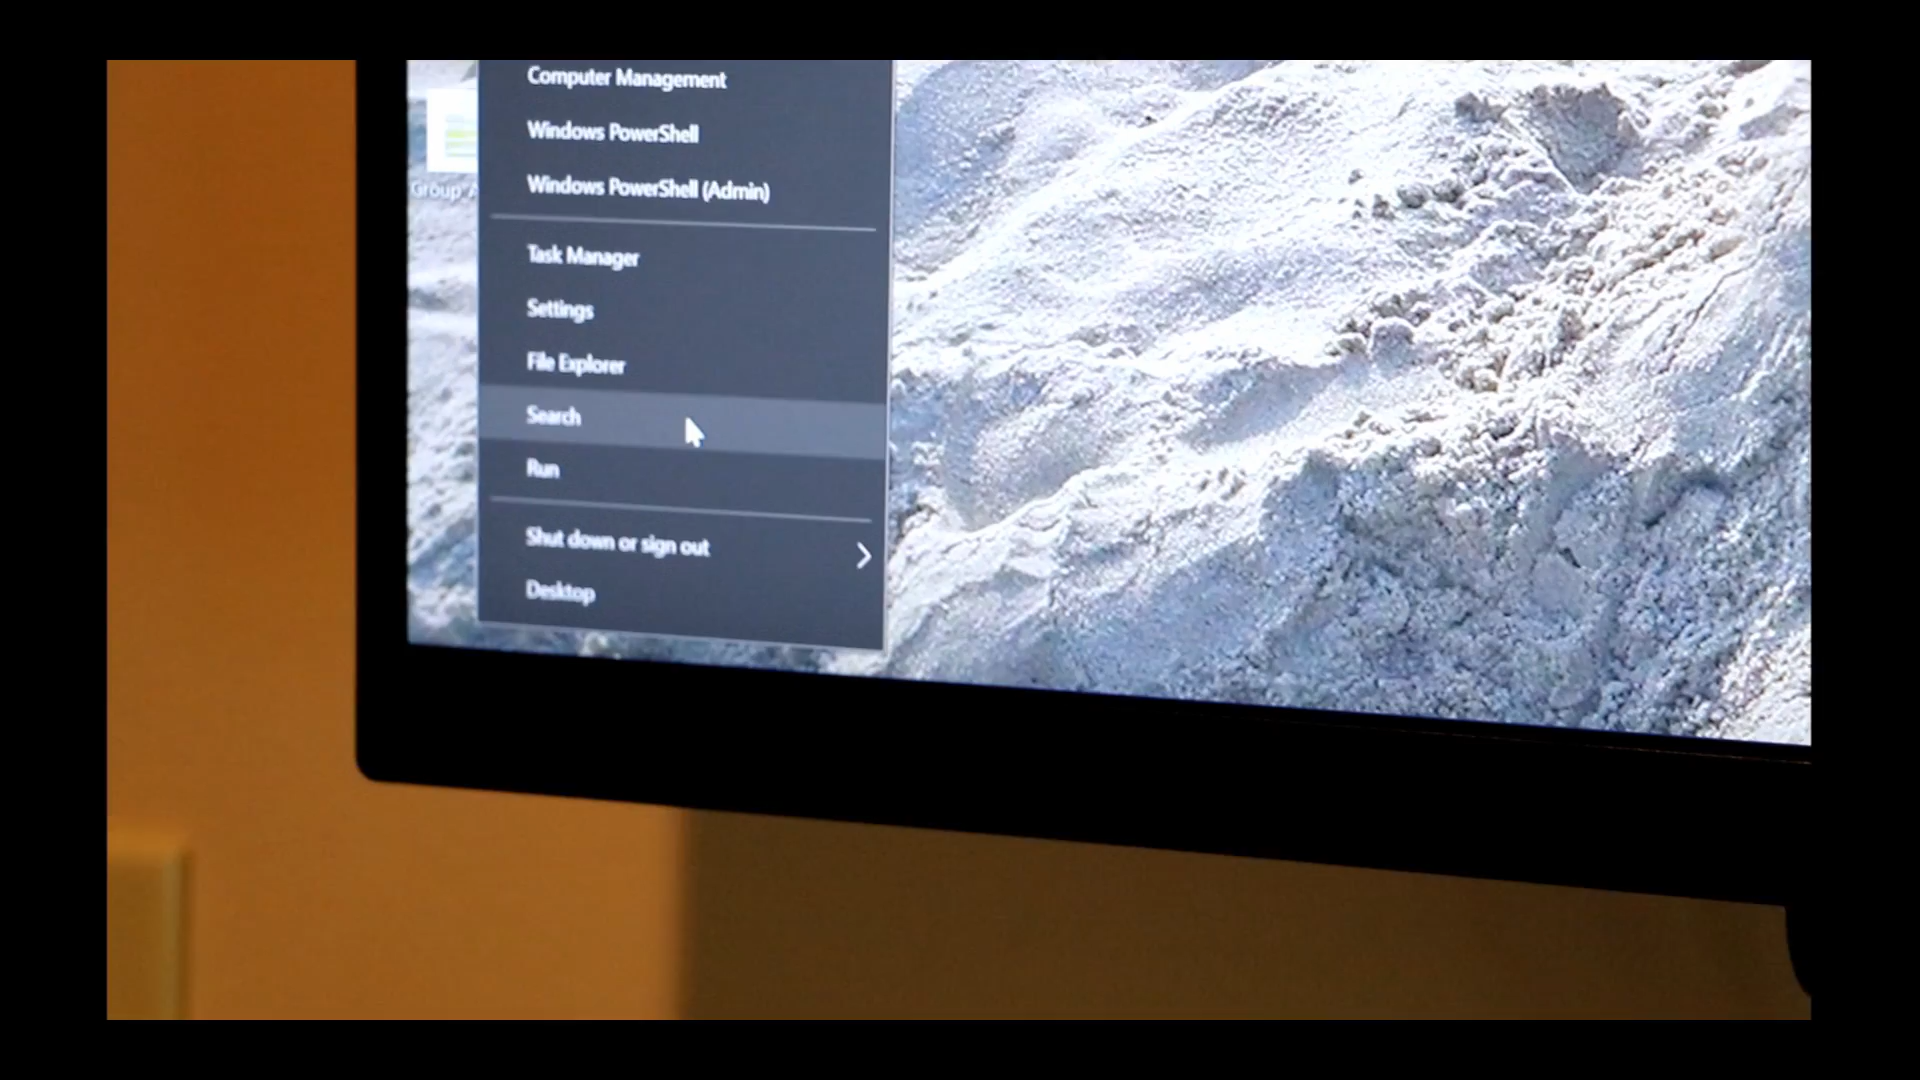 Computer Management
Windows PowerShell
Group_A
Windows PowerShell (Admin)
Task Manager
Settings
File Explorer
Search
Run
Shut down or sign out
Desktop